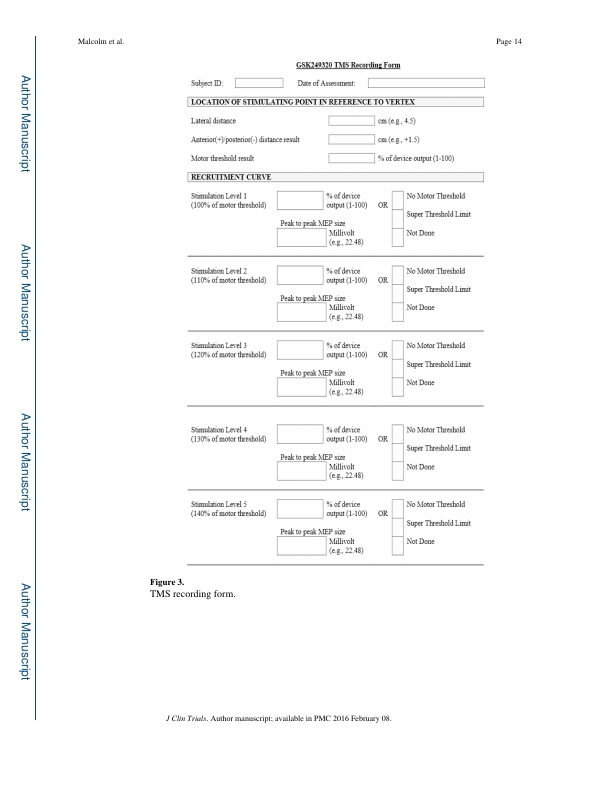 Malcolm et al.
Page 14
Author Manuscript
Author Manuscript
Author Manuscript
Author Manuscript
GSK249320 TMS Recording Form
Subject ID:
Date of Assessment:
LOCATION OF STIMULATING POINT IN REFERENCE TO VERTEX
Lateral distance
cm (e.g., 4.5)
Anterior(+)/posterior(-) distance result
cm (e.g., +1.5)
Motor threshold result
% of device output (1-100)
RECRUITMENT CURVE
Stimulation Level 1
(100% of motor threshold)
% of device
output (1-100)
OR
No Motor Threshold
Super Threshold Limit
Not Done
Peak to peak MEP size
Millivolt
(e.g., 22.48)
Stimulation Level 2
(110% of motor threshold)
% of device
output (1-100)
OR
No Motor Threshold
Super Threshold Limit
Not Done
Peak to peak MEP size
Millivolt
(e.g., 22.48)
Stimulation Level 3
(120% of motor threshold)
% of device
output (1-100)
OR
No Motor Threshold
Super Threshold Limit
Not Done
Peak to peak MEP size
Millivolt
(e.g., 22.48)
Stimulation Level 4
(130% of motor threshold)
% of device
output (1-100)
OR
No Motor Threshold
Super Threshold Limit
Not Done
Peak to peak MEP size
Millivolt
(e.g., 22.48)
Stimulation Level 5
(140% of motor threshold)
% of device
output (1-100)
OR
No Motor Threshold
Super Threshold Limit
Not Done
Peak to peak MEP size
Millivolt
(e.g., 22.48)
Figure 3.
TMS recording form.
J Clin Trials. Author manuscript; available in PMC 2016 February 08.